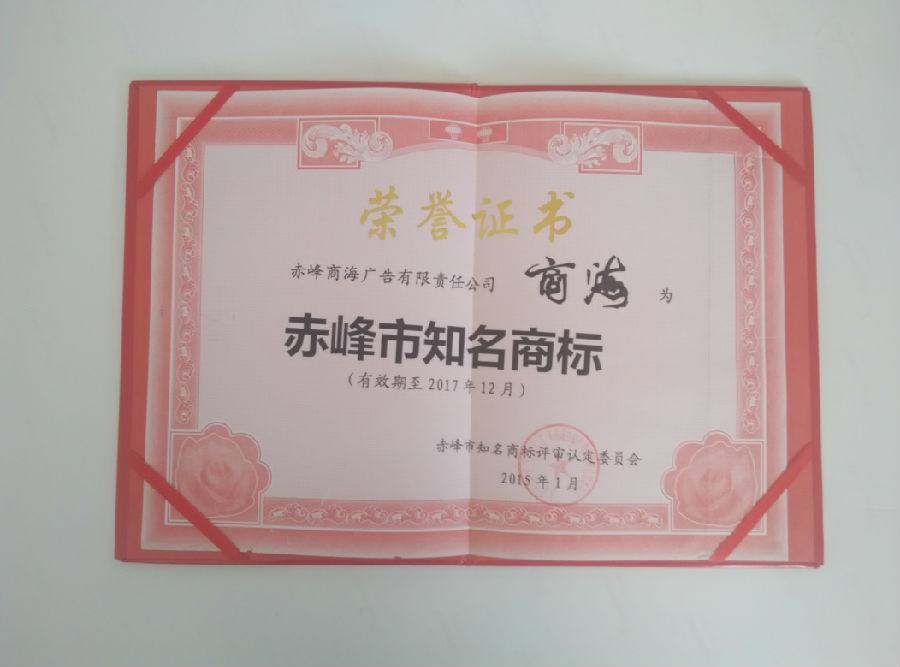 荣誉证书
赤峰商海广告有限责任公司 商海 为
赤峰市知名商标
（有效期至2017年12月）
赤峰市知名商标评审认定委员会
2015年1月